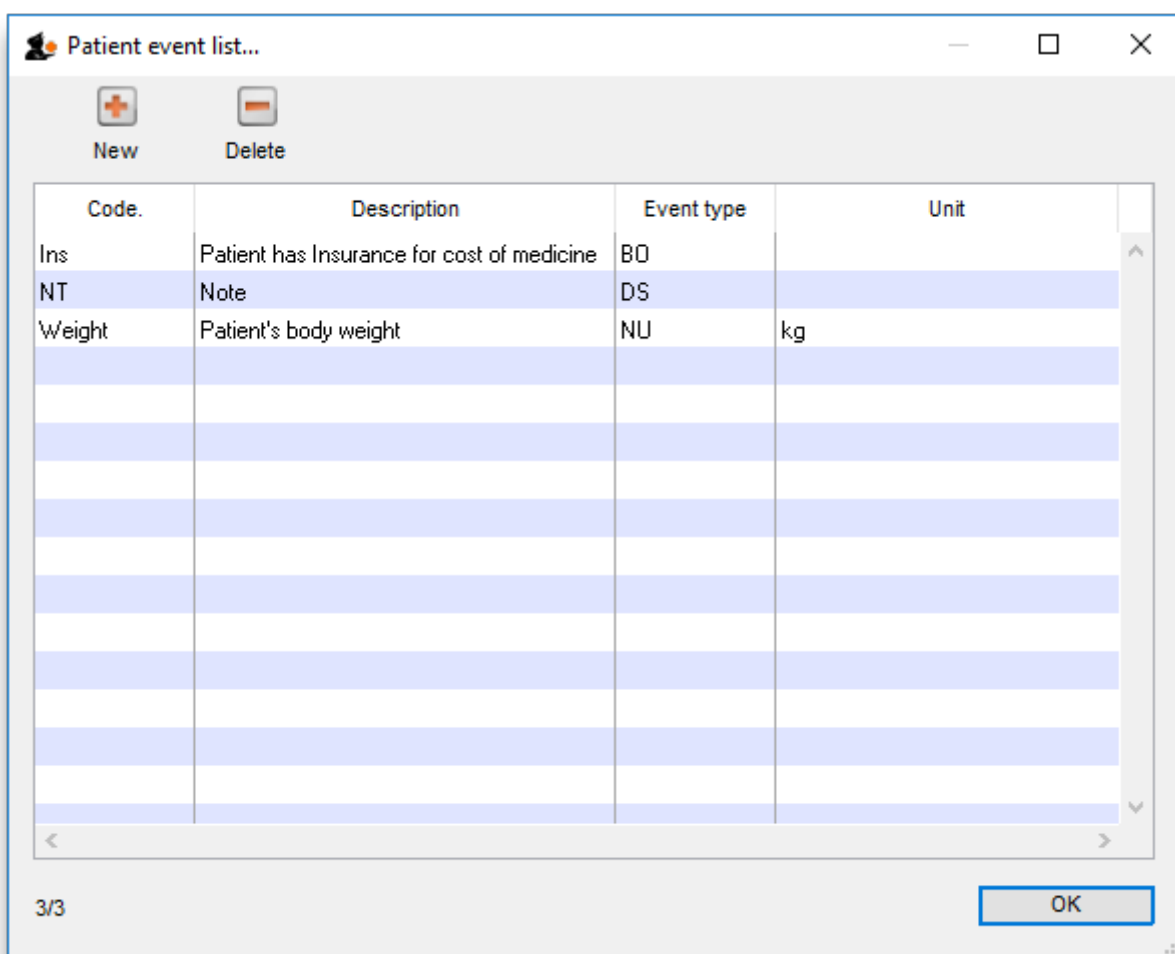 Patient event list...
New Delete
Code. Description Event type Unit
Ins Patient has Insurance for cost of medicine BO
NT Note DS
Weight Patient's body weight NU kg
3/3 OK